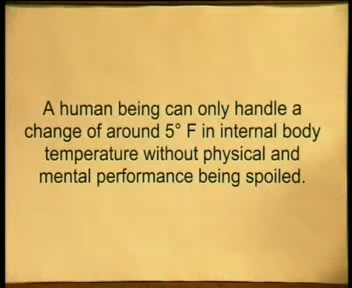 A human being can only handle a
change of around 5° F in internal body
temperature without physical and
mental performance being spoiled.